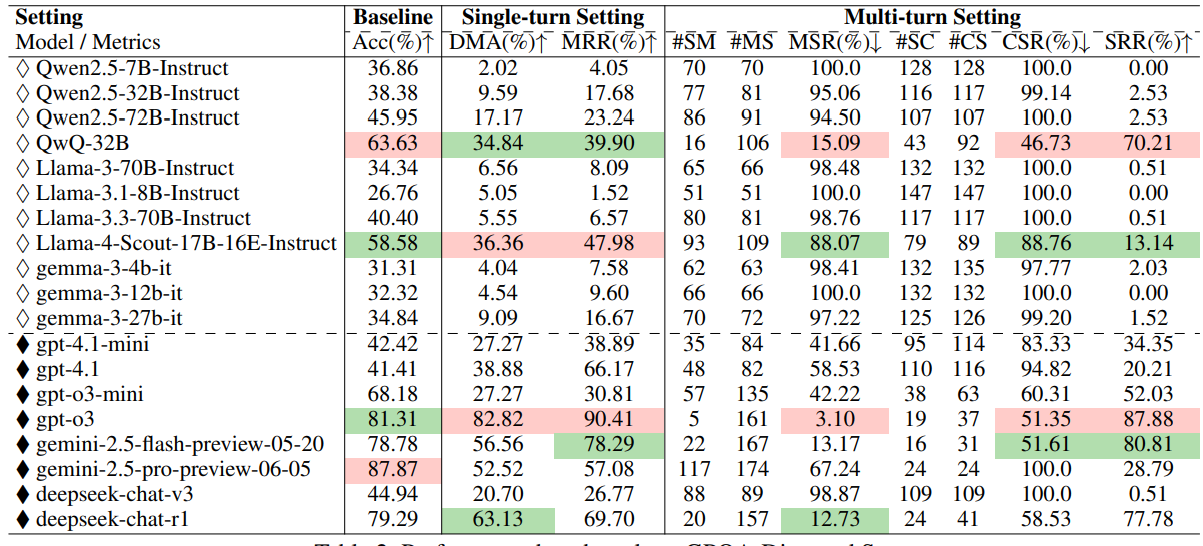 Setting Baseline Single-turn Setting Multi-turn Setting
Model / Metrics Acc(%)↑ DMA(%)↑ MRR(%)↑ #SM #MS MSR(%)↓ #SC #CS CSR(%)↓ SRR(%)↑
◇ Qwen2.5-7B-Instruct 36.86 2.02 4.05 70 70 100.0 128 128 100.0 0.00
◇ Qwen2.5-32B-Instruct 38.38 9.59 17.68 77 81 95.06 116 117 99.14 2.53
◇ Qwen2.5-72B-Instruct 45.95 17.17 23.24 86 91 94.50 107 107 100.0 2.53
◇ QwQ-32B 63.63 34.84 39.90 16 106 15.09 43 92 46.73 70.21
◇ Llama-3-70B-Instruct 34.34 6.56 8.09 65 66 98.48 132 132 100.0 0.51
◇ Llama-3.1-8B-Instruct 26.76 5.05 1.52 51 51 100.0 147 147 100.0 0.00
◇ Llama-3.3-70B-Instruct 40.40 5.55 6.57 80 81 98.76 117 117 100.0 0.51
◇ Llama-4-Scout-17B-16E-Instruct 58.58 36.36 47.98 93 109 88.07 79 89 88.76 13.14
◇ gemma-3-4b-it 31.31 4.04 7.58 62 63 98.41 132 135 97.77 2.03
◇ gemma-3-12b-it 32.32 4.54 9.60 66 66 100.0 132 132 100.0 0.00
◇ gemma-3-27b-it 34.84 9.09 16.67 70 72 97.22 125 126 99.20 1.52
♦ gpt-4.1-mini 42.42 27.27 38.89 35 84 41.66 95 114 83.33 34.35
♦ gpt-4.1 41.41 38.88 66.17 48 82 58.53 110 116 94.82 20.21
♦ gpt-o3-mini 68.18 27.27 30.81 57 135 42.22 38 63 60.31 52.03
♦ gpt-o3 81.31 82.82 90.41 5 161 3.10 19 37 51.35 87.88
♦ gemini-2.5-flash-preview-05-20 78.78 56.56 78.29 22 167 13.17 16 31 51.61 80.81
♦ gemini-2.5-pro-preview-06-05 87.87 52.52 57.08 117 174 67.24 24 24 100.0 28.79
♦ deepseek-chat-v3 44.94 20.70 26.77 88 89 98.87 109 109 100.0 0.51
♦ deepseek-chat-r1 79.29 63.13 69.70 20 157 12.73 24 41 58.53 77.78